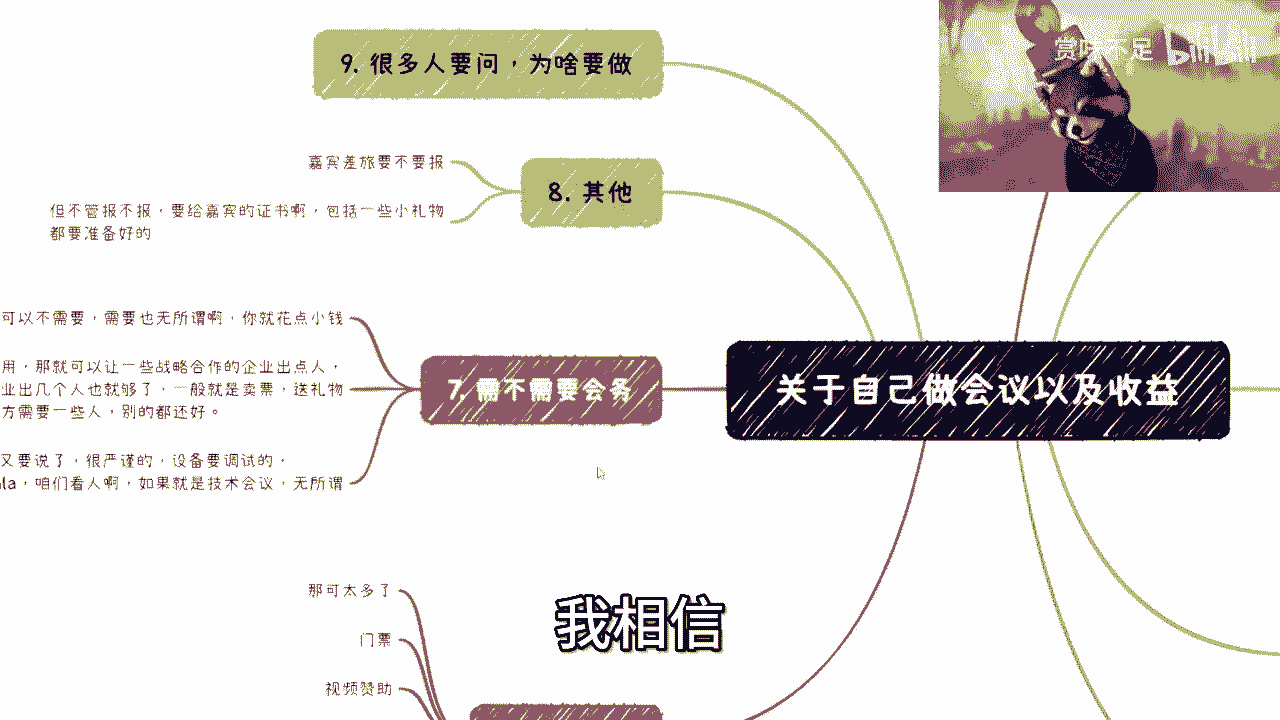 9. 很多人要问，为啥要做
赏味不足 bilibili
嘉宾差旅要不要报
8. 其他
但不管报不报，要给嘉宾的证书啊，包括一些小礼物
都要准备好的
可以不需要，需要也无所谓啊，你就花点小钱
用，那就可以让一些战略合作的企业出点人，
业出几个人也就够了，一般就是卖票，送礼物
方需要一些人，别的都还好。
7. 需不需要会务
关于自己做会议以及收益
又要说了，很严谨的，设备要调试的，
la，咱们看人啊，如果就是技术会议，无所谓
那可太多了
我相信
门票
视频赞助